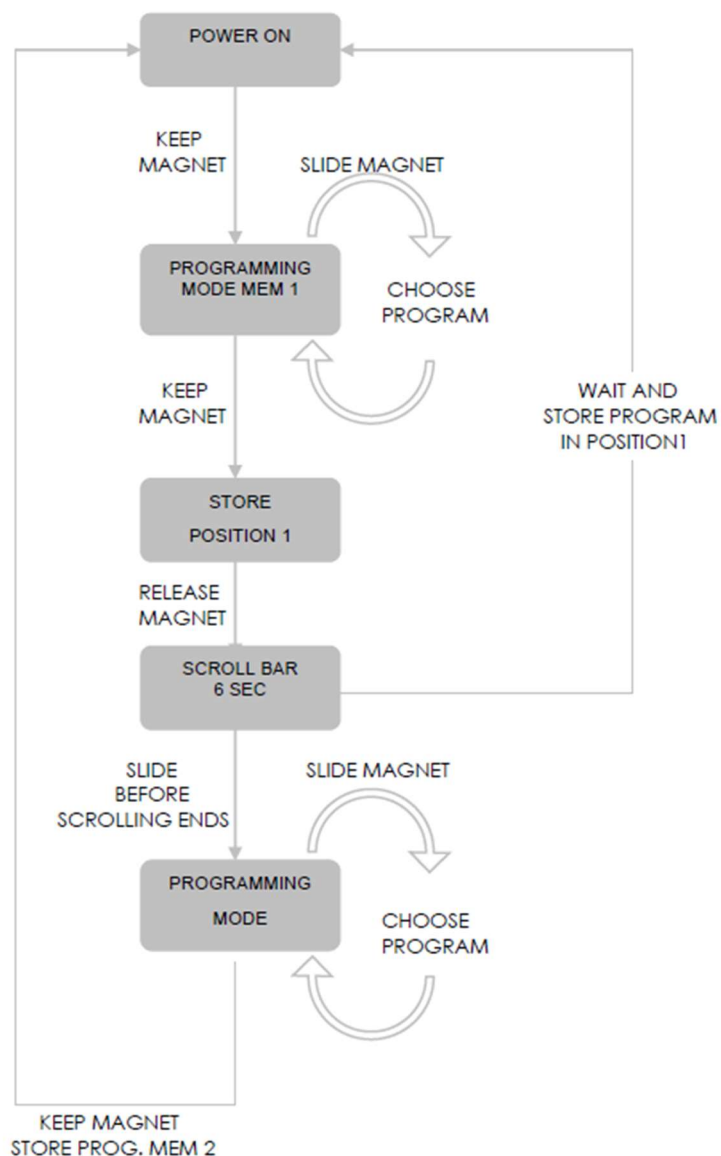 POWER ON
KEEP
MAGNET
SLIDE MAGNET
PROGRAMMING
MODE MEM 1
CHOOSE
PROGRAM
KEEP
MAGNET
WAIT AND
STORE PROGRAM
IN POSITION1
STORE
POSITION 1
RELEASE
MAGNET
SCROLL BAR
6 SEC
SLIDE
BEFORE
SCROLLING ENDS
SLIDE MAGNET
PROGRAMMING
MODE
CHOOSE
PROGRAM
KEEP MAGNET
STORE PROG. MEM 2